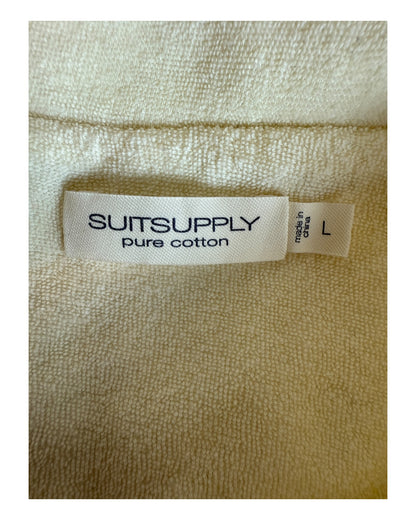 SUITSUPPLY
pure cotton
made in
china
L